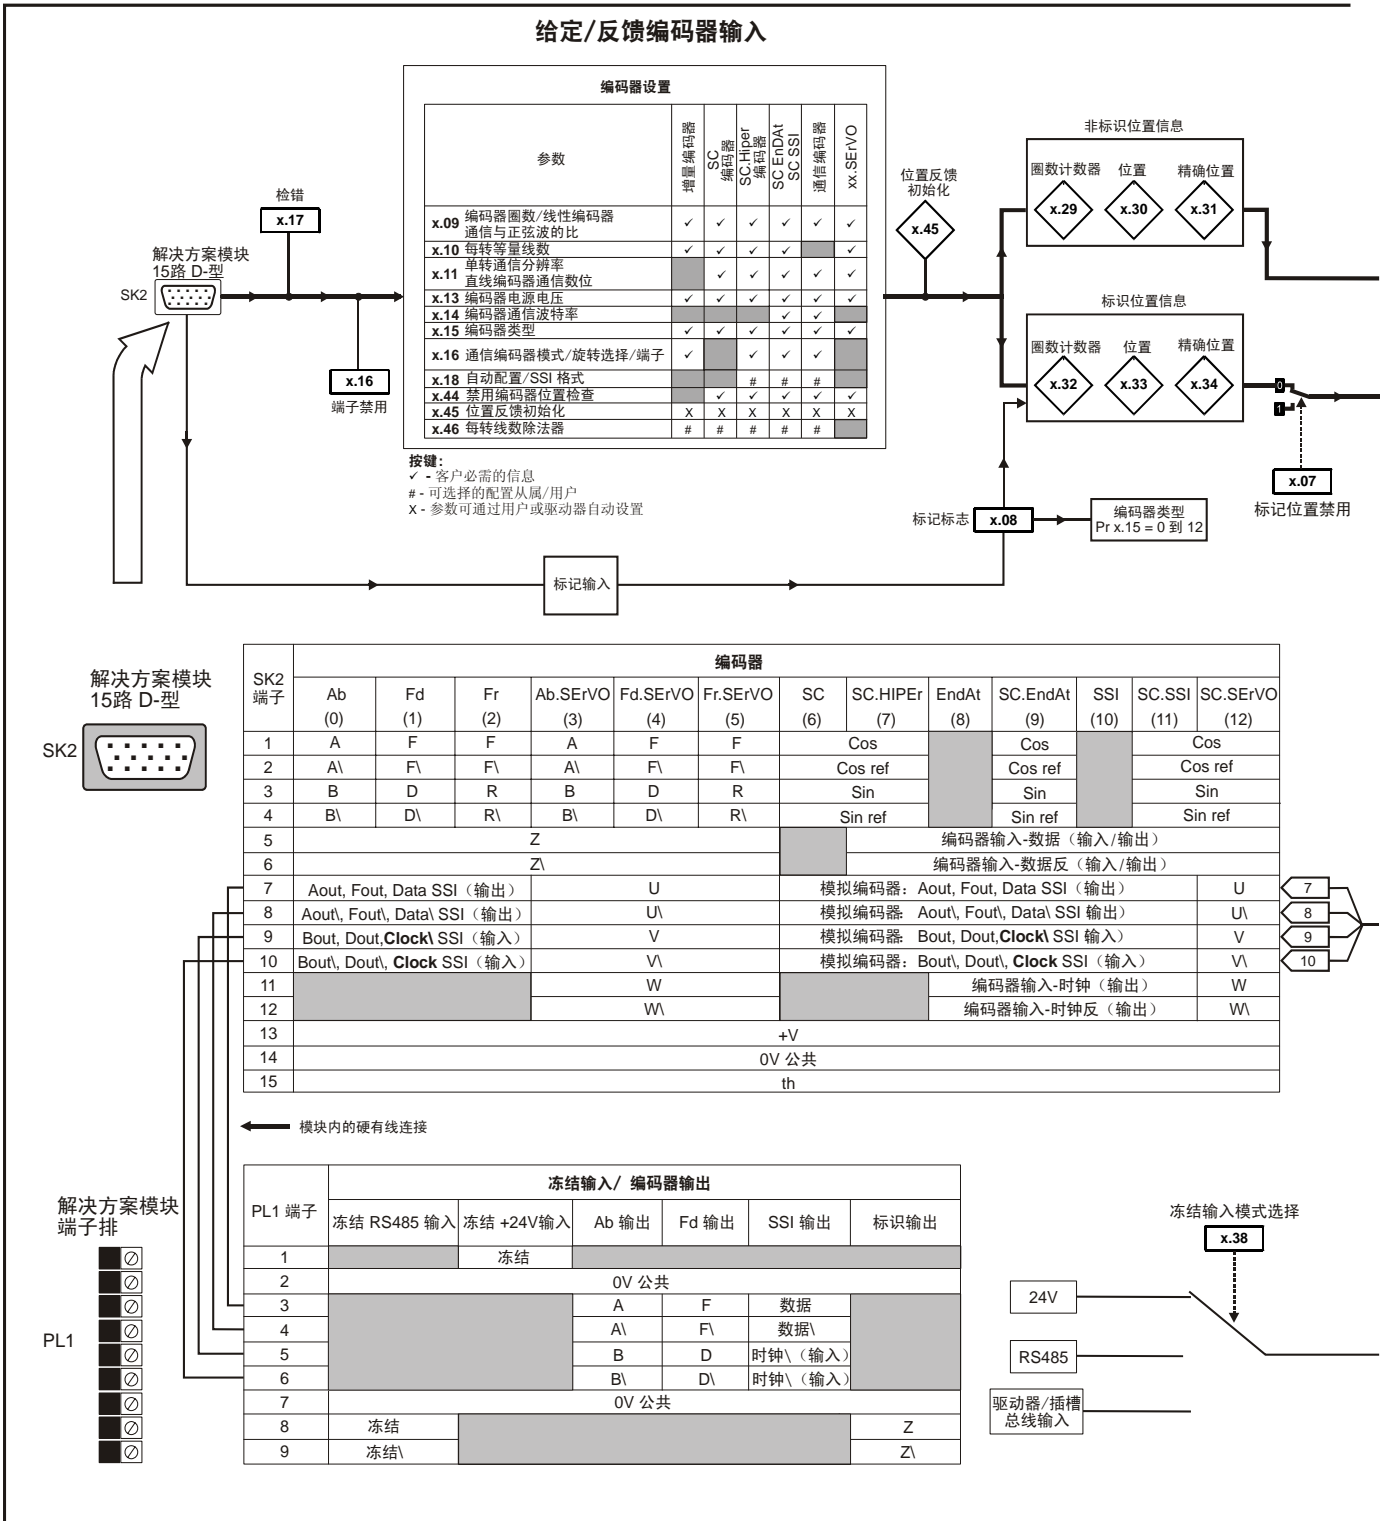 给定/反馈编码器输入
编码器设置
参数
增量编码器
SC 编码器
SC.Hiper 编码器
SC EnDAt SC SSI
通信编码器
xx.SErVO
x.09 编码器圈数/线性编码器 通信与正弦波的比 ✓ ✓ ✓ ✓ ✓ ✓
x.10 每转等量线数 ✓ ✓ ✓ ✓ ✓
x.11 单转通信分辨率 直线编码器通信数位 ✓ ✓ ✓ ✓ ✓
x.13 编码器电源电压 ✓ ✓ ✓ ✓ ✓ ✓
x.14 编码器通信波特率 ✓ ✓
x.15 编码器类型 ✓ ✓ ✓ ✓ ✓ ✓
x.16 通信编码器模式/旋转选择/端子 ✓ ✓ ✓ ✓
x.18 自动配置/SSI 格式 # # #
x.44 禁用编码器位置检查 ✓ ✓ ✓ ✓ ✓
x.45 位置反馈初始化 X X X X X X
x.46 每转线数除法器 # # # # #
按键：
✓ - 客户必需的信息
# - 可选择的配置从属/用户
X - 参数可通过用户或驱动器自动设置
检错
x.17
解决方案模块
15路 D-型
SK2
x.16
端子禁用
位置反馈
初始化
x.45
非标识位置信息
圈数计数器 位置 精确位置
x.29 x.30 x.31
标识位置信息
圈数计数器 位置 精确位置
x.32 x.33 x.34
0
1
x.07
标记位置禁用
标记标志 x.08
编码器类型
Pr x.15 = 0 到 12
标记输入
解决方案模块
15路 D-型
SK2
SK2 端子 编码器
Ab (0) Fd (1) Fr (2) Ab.SErVO (3) Fd.SErVO (4) Fr.SErVO (5) SC (6) SC.HIPEr (7) EndAt (8) SC.EndAt (9) SSI (10) SC.SSI (11) SC.SErVO (12)
1 A F F A F F Cos Cos Cos
2 A\ F\ F\ A\ F\ F\ Cos ref Cos ref Cos ref
3 B D R B D R Sin Sin Sin
4 B\ D\ R\ B\ D\ R\ Sin ref Sin ref Sin ref
5 Z 编码器输入-数据（输入/输出）
6 Z\ 编码器输入-数据反（输入/输出）
7 Aout, Fout, Data SSI（输出） U 模拟编码器：Aout, Fout, Data SSI（输出） U 7
8 Aout\, Fout\, Data\ SSI（输出） U\ 模拟编码器: Aout\, Fout\, Data\ SSI 输出） U\ 8
9 Bout, Dout,Clock\ SSI（输入） V 模拟编码器: Bout, Dout,Clock\ SSI 输入） V 9
10 Bout\, Dout\, Clock SSI（输入） V\ 模拟编码器：Bout\, Dout\, Clock SSI（输入） V\ 10
11 W 编码器输入-时钟（输出） W
12 W\ 编码器输入-时钟反（输出） W\
13 +V
14 0V 公共
15 th
模块内的硬有线连接
解决方案模块
端子排
PL1
PL1 端子 冻结输入/ 编码器输出
冻结 RS485 输入 冻结 +24V输入 Ab 输出 Fd 输出 SSI 输出 标识输出
1 冻结
2 0V 公共
3 A F 数据
4 A\ F\ 数据\
5 B D 时钟\（输入）
6 B\ D\ 时钟\（输入）
7 0V 公共
8 冻结 Z
9 冻结\ Z\
冻结输入模式选择
x.38
24V
RS485
驱动器/插槽
总线输入